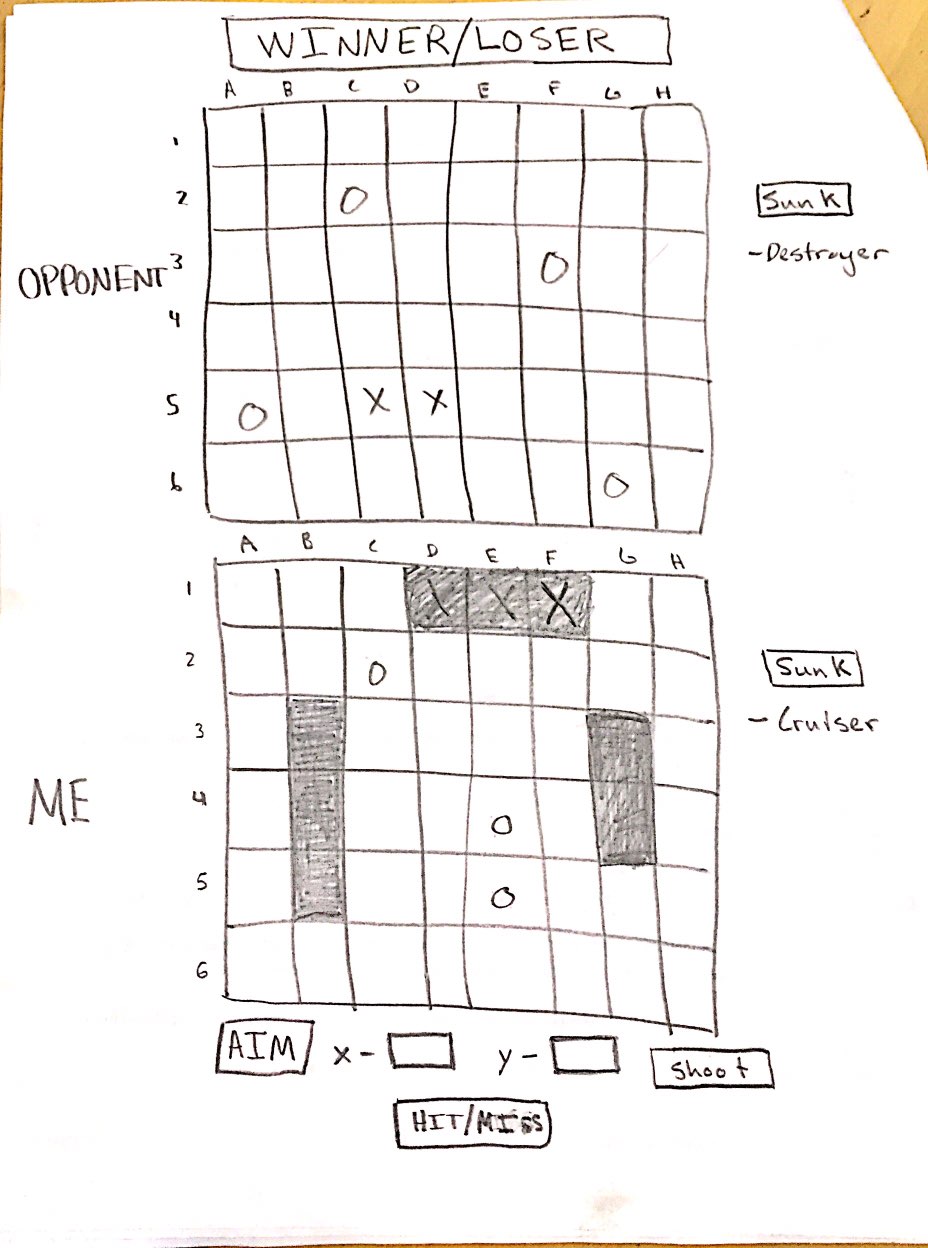 WINNER/LOSER
A B C D E F G H
1
2 O Sunk
OPPONENT 3 O -Destroyer
4
5 O X X
6 O
A B C D E F G H
1 X X X
2 O Sunk
3 - Cruiser
ME 4 O
5 O
6
AIM x- y- Shoot
HIT/MISS